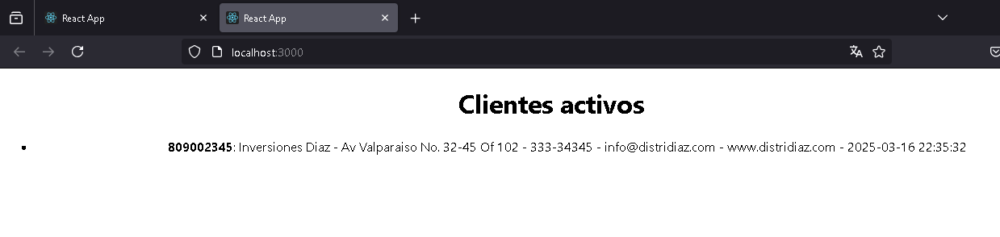 React App
React App
localhost:3000
Clientes activos
809002345: Inversiones Diaz - Av Valparaiso No. 32-45 Of 102 - 333-34345 - info@distridiaz.com - www.distridiaz.com - 2025-03-16 22:35:32